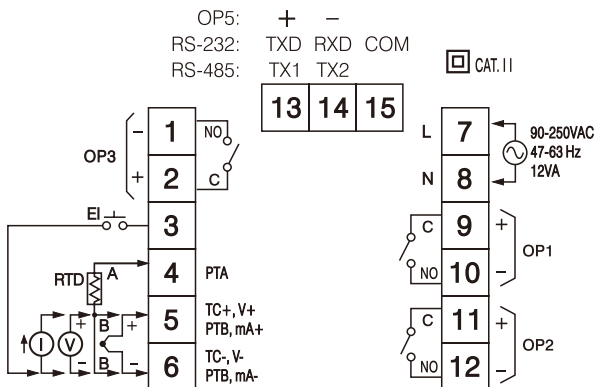 OP5: + −
RS-232: TXD RXD COM
RS-485: TX1 TX2
CAT.II
13 14 15
OP3
− 1 NO
+ 2 C
EI 3
RTD A 4 PTA
I V + B + 5 TC+, V+
PTB, mA+
− B − 6 TC-, V-
PTB, mA-
L 7
N 8
90-250VAC
47-63 Hz
12VA
C 9 +
NO 10 −
OP1
C 11 +
NO 12 −
OP2